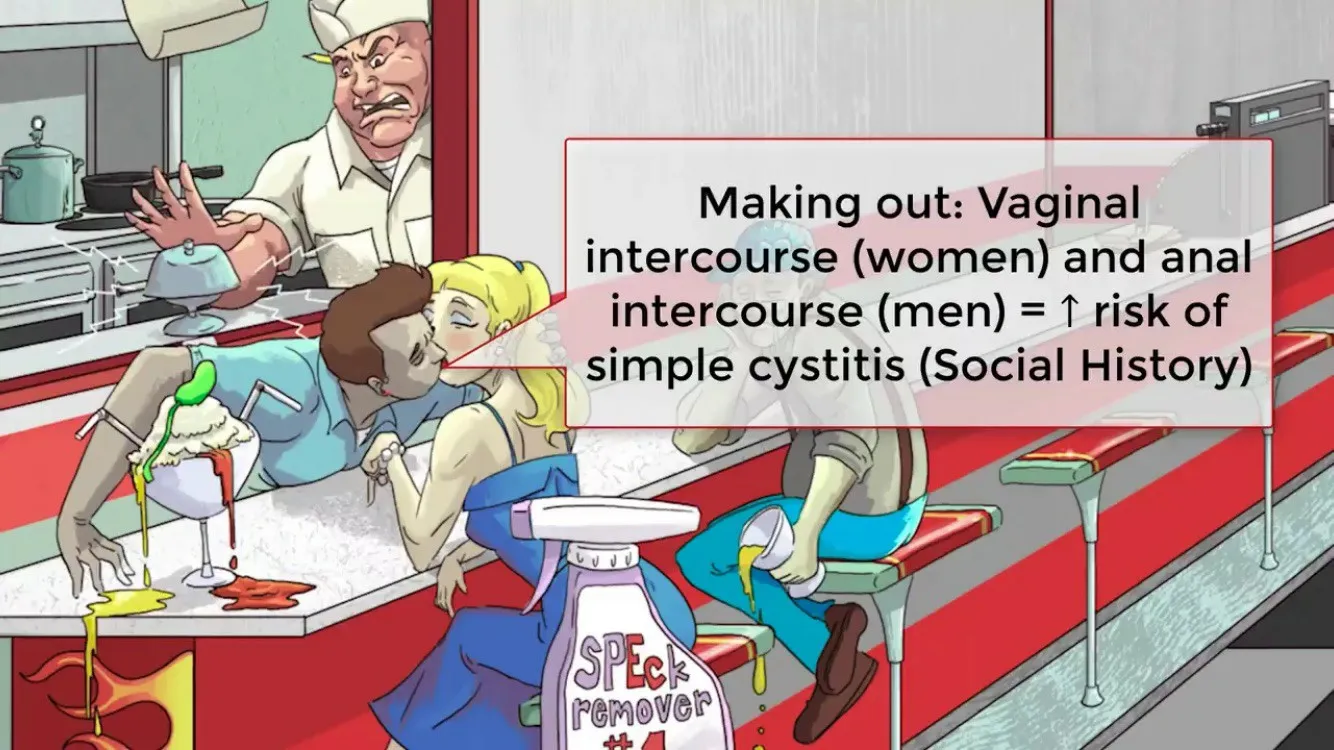 Making out: Vaginal
intercourse (women) and anal
intercourse (men) = ↑ risk of
simple cystitis (Social History)
SPEck
remover
#1